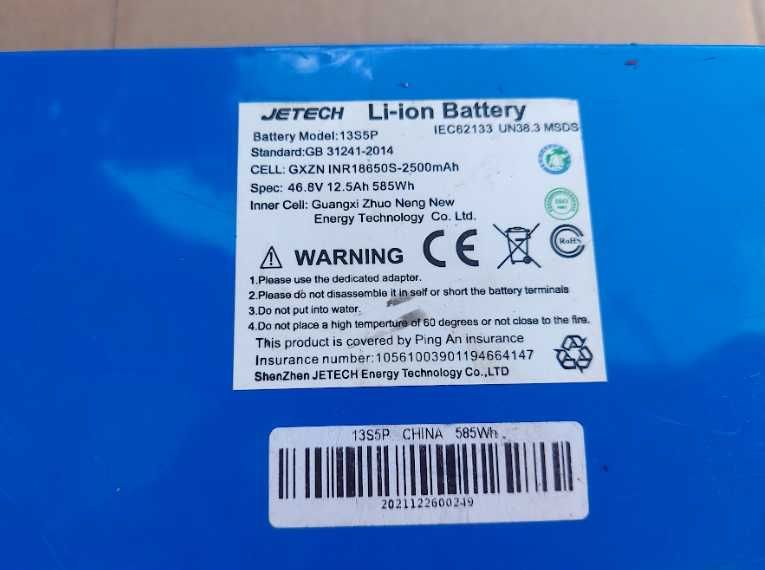 JETECH Li-ion Battery
Battery Model:13S5P IEC62133 UN38.3 MSDS
Standard:GB 31241-2014
CELL: GXZN INR18650S-2500mAh
Spec: 46.8V 12.5Ah 585Wh
Inner Cell: Guangxi Zhuo Neng New
Energy Technology Co. Ltd.
WARNING CE
RoHS
1.Please use the dedicated adaptor.
2.Please do not disassemble it in self or short the battery terminals
3.Do not put into water.
4.Do not place a high temperture of 60 degrees or not close to the fire.
This product is covered by Ping An insurance
Insurance number:10561003901194664147
ShenZhen JETECH Energy Technology Co.,LTD
13S5P CHINA 585Wh
2021122600249